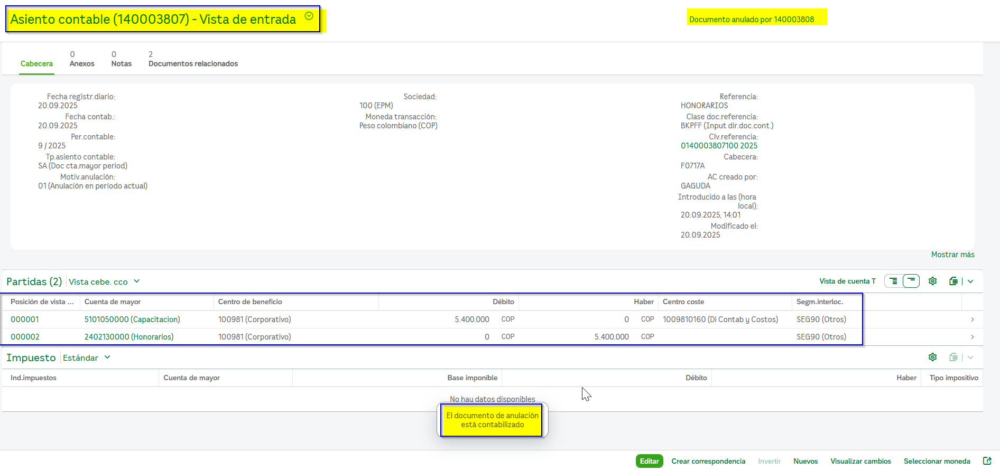 Asiento contable (140003807) - Vista de entrada
Documento anulado por 140003808
Cabecera
0
Anexos
0
Notas
2
Documentos relacionados
Fecha registr.diario:
20.09.2025
Fecha contab.:
20.09.2025
Per.contable:
9 / 2025
Tp.asiento contable:
SA (Doc cta.mayor period)
Motiv.anulación:
01 (Anulación en período actual)
Sociedad:
100 (EPM)
Moneda transacción:
Peso colombiano (COP)
Referencia:
HONORARIOS
Clase doc.referencia:
BKPFF (Input dir.doc.cont.)
Clv.referencia:
0140003807100 2025
Cabecera:
F0717A
AC creado por:
GAGUDA
Introducido a las (hora
local):
20.09.2025, 14:01
Modificado el:
20.09.2025
Mostrar más
Partidas (2) Vista cebe. cco
Vista de cuenta T
Posición de vista ... Cuenta de mayor Centro de beneficio Débito Haber Centro coste Segm.interloc.
000001 5101050000 (Capacitacion) 100981 (Corporativo) 5.400.000 COP 0 COP 1009810160 (Di Contab y Costos) SEG90 (Otros)
000002 2402130000 (Honorarios) 100981 (Corporativo) 0 COP 5.400.000 COP SEG90 (Otros)
Impuesto Estándar
Ind.impuestos Cuenta de mayor Base imponible Débito Haber Tipo impositivo
No hay datos disponibles
El documento de anulación
está contabilizado
Editar Crear correspondencia Invertir Nuevos Visualizar cambios Seleccionar moneda